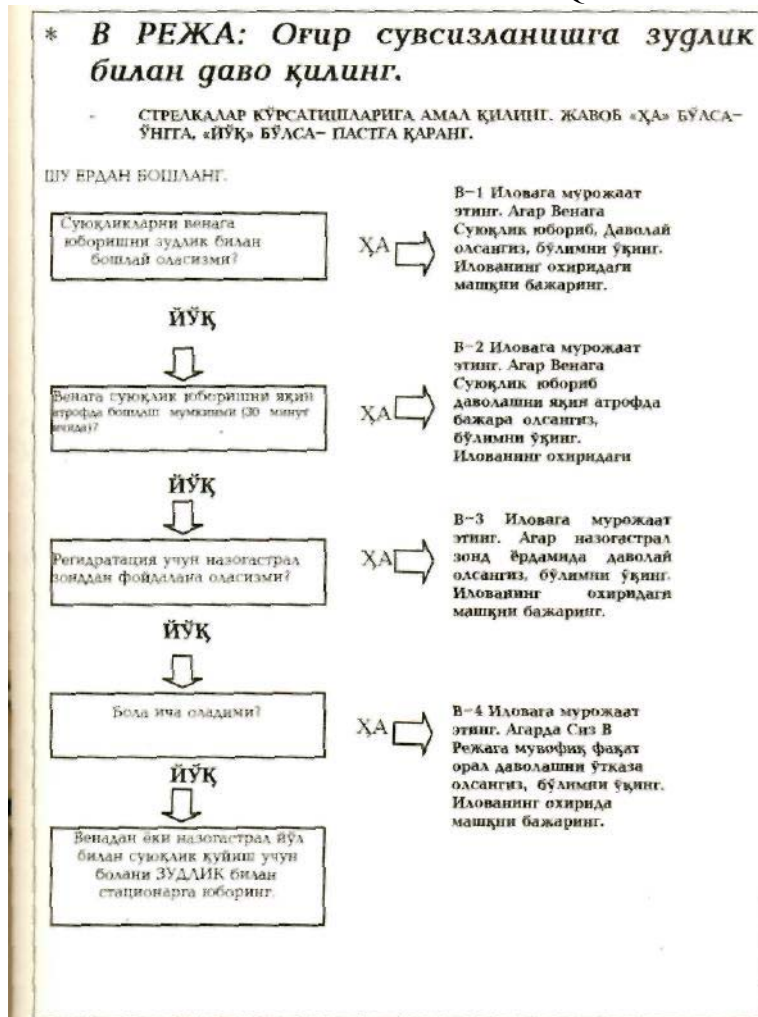 * В РЕЖА: Оғир сувсизланишга зудлик
билан даво қилинг.
- СТРЕЛКАЛАР КЎРСАТИШЛАРИГА АМАЛ ҚИЛИНГ. ЖАВОБ «ҲА» БЎЛСА–
ЎНГГА, «ЙЎҚ» БЎЛСА– ПАСТГА ҚАРАНГ.
ШУ ЕРДАН БОШЛАНГ.
Суюқликларни венага
юборишни зудлик билан
бошлай оласизми?
ҲА
В–1 Иловага мурожаат
этинг. Агар Венага
Суюқлик юбориб, Даволай
олсангиз, бўлимни ўқинг.
Илованинг охиридаги
машқни бажаринг.
ЙЎҚ
Венага суюқлик юборишни яқин
атрофда бошлаш мумкинми (30 минут
ичида)?
ҲА
В–2 Иловага мурожаат
этинг. Агар Венага
Суюқлик юбориб
даволашни яқин атрофда
бажара олсангиз,
бўлимни ўқинг.
Илованинг охиридаги
ЙЎҚ
Регидратация учун назогастрал
зонддан фойдалана оласизми?
ҲА
В–3 Иловага мурожаат
этинг. Агар назогастрал
зонд ёрдамида даволай
олсангиз, бўлимни ўқинг.
Илованинг охиридаги
машқни бажаринг.
ЙЎҚ
Бола ича оладими?
ҲА
В–4 Иловага мурожаат
этинг. Агарда Сиз В
Режага мувофиқ фақат
орал даволашни ўтказа
олсангиз, бўлимни ўқинг.
Илованинг охирида
машқни бажаринг.
ЙЎҚ
Венадан ёки назогастрал йўл
билан суюқлик қуйиш учун
болани ЗУДЛИК билан
стационарга юборинг.